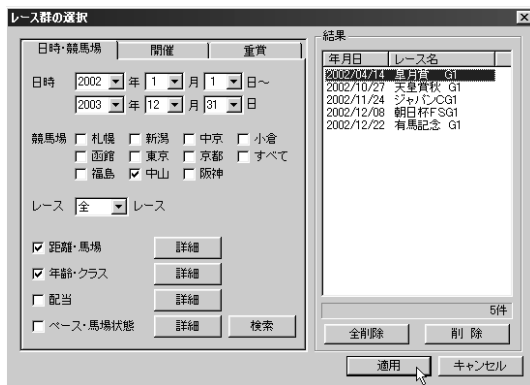 レース群の選択
日時・競馬場 開催 重賞
日時 2002 年 1 月 1 日〜
2003 年 12 月 31 日
競馬場 札幌 新潟 中京 小倉
函館 東京 京都 すべて
福島 中山 阪神
レース 全 レース
距離・馬場 詳細
年齢・クラス 詳細
配当 詳細
ペース・馬場状態 詳細 検索
結果
年月日 レース名
2002/04/14 皐月賞 G1
2002/10/27 天皇賞秋 G1
2002/11/24 ジャパンCG1
2002/12/08 朝日杯FSG1
2002/12/22 有馬記念 G1
5件
全削除 削 除
適用 キャンセル